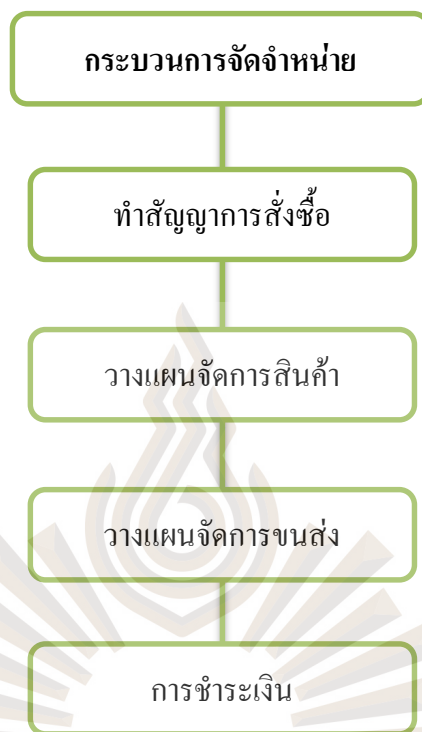 กระบวนการจัดจำหน่าย
ทำสัญญาการสั่งซื้อ
วางแผนจัดการสินค้า
วางแผนจัดการขนส่ง
การชำระเงิน